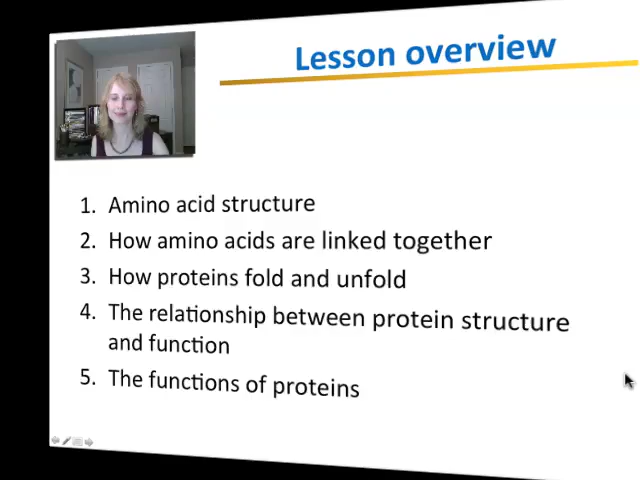 Lesson overview
1. Amino acid structure
2. How amino acids are linked together
3. How proteins fold and unfold
4. The relationship between protein structure
and function
5. The functions of proteins